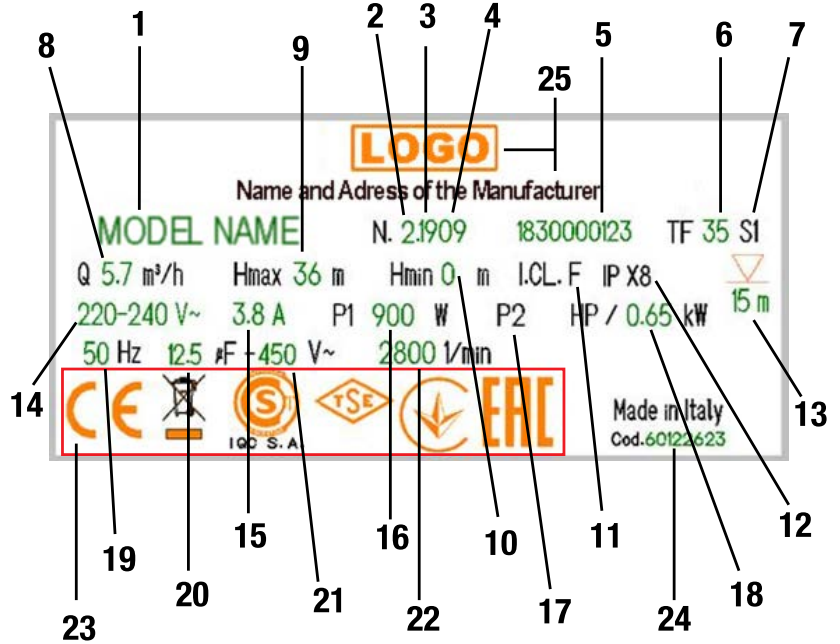 1 2 3 4 5 6 7
8 9
25
LOGO
Name and Adress of the Manufacturer
MODEL NAME N. 2.1909 1830000123 TF 35 S1
Q 5.7 m³/h Hmax 36 m Hmin 0 m I.CL. F IP X8
220-240 V~ 3.8 A P1 900 W P2 HP / 0.65 kW 15 m
50 Hz 12.5 µF - 450 V~ 2800 1/min
CE S TSE EAC
IQC S.A.
Made in Italy
Cod.60122623
14 13
15 16 10 11 12
19 20 21 22 17 18
23 24